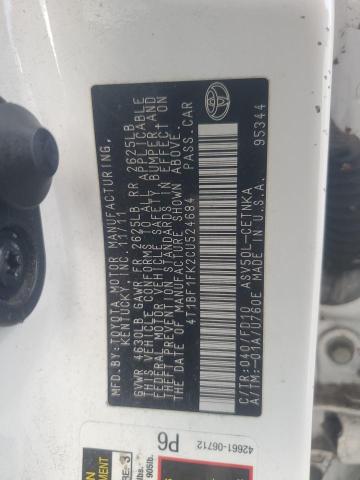 MFD.BY:TOYOTA MOTOR MANUFACTURING,
KENTUCKY, INC. 11/11
GVWR 4630LB GAWR FR 2625LB RR 2625LB
THIS VEHICLE CONFORMS TO ALL APPLICABLE
FEDERAL MOTOR VEHICLE SAFETY, BUMPER, AND
THEFT PREVENTION STANDARDS IN EFFECT ON
THE DATE OF MANUFACTURE SHOWN ABOVE.
4T1BF1FK2CU524684 PASS.CAR
C/TR:040/FD10 ASV50L-CETNKA
A/TM:-01A/U760E MADE IN U.S.A.
95344
TOYOTA
P6 42661-06712
3
905lb.